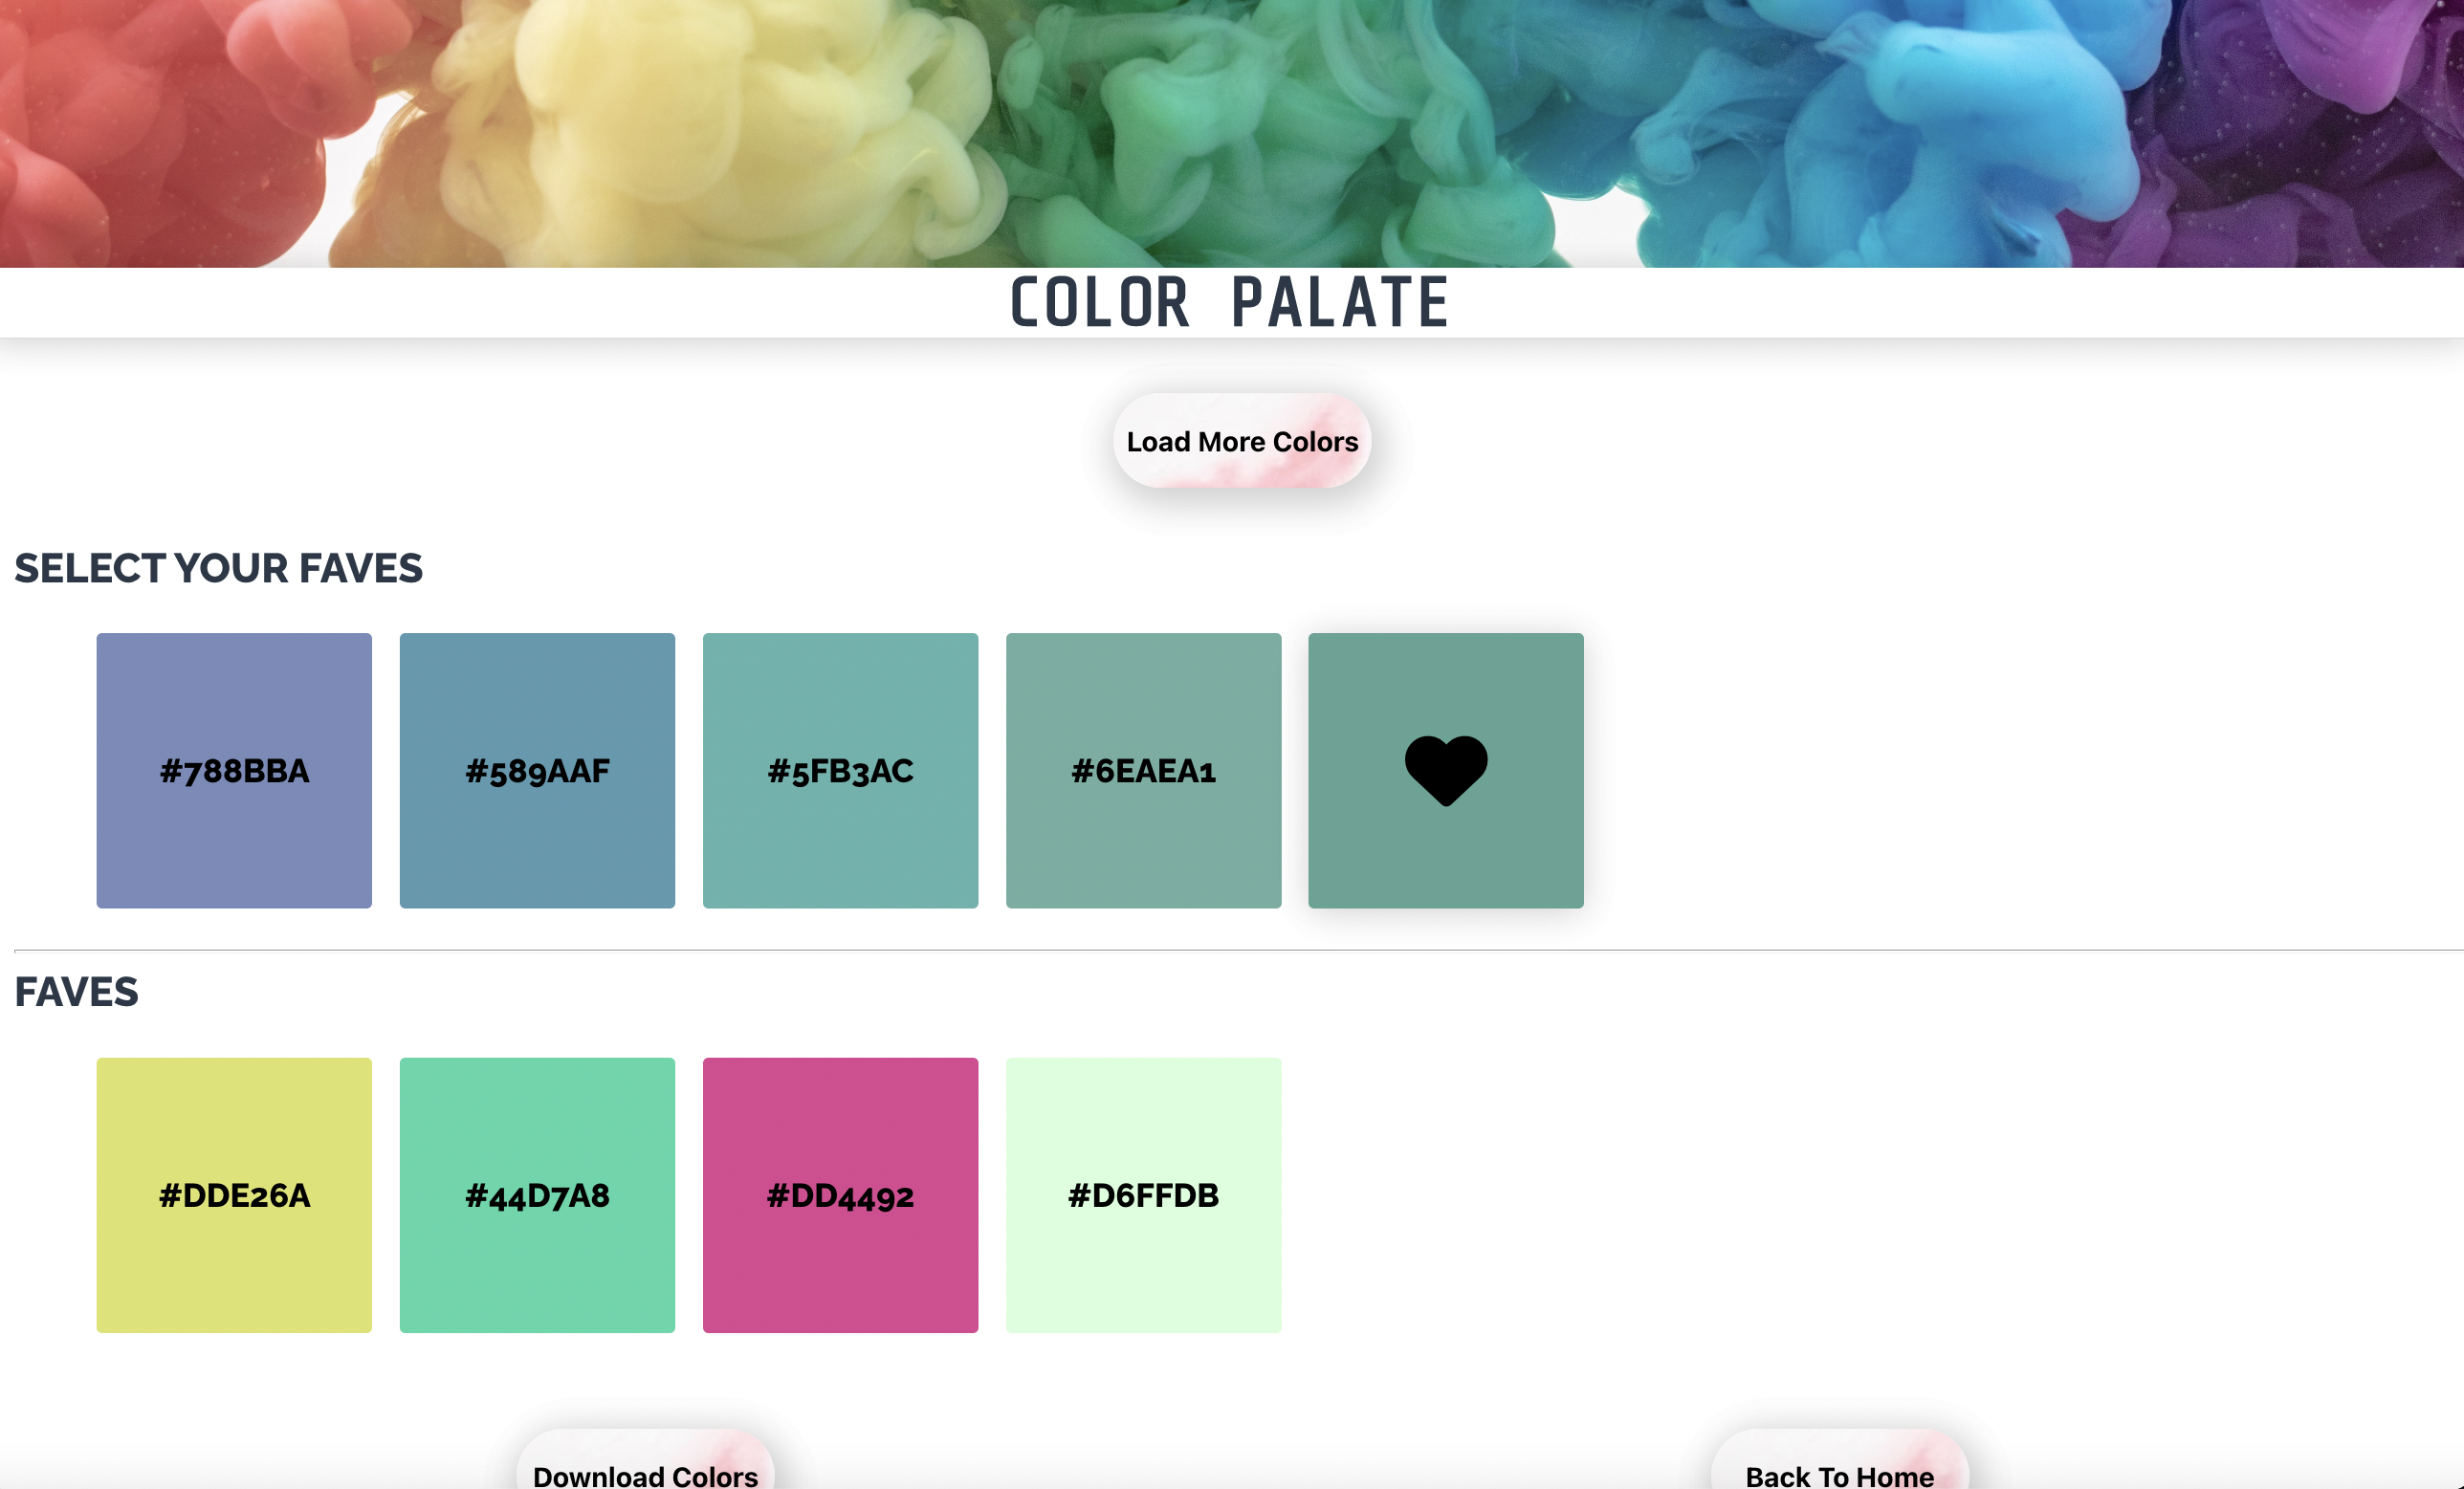 COLOR PALATE
Load More Colors
SELECT YOUR FAVES
#788BBA #589AAF #5FB3AC #6EAEA1
FAVES
#DDE26A #44D7A8 #DD4492 #D6FFDB
Download Colors Back To Home